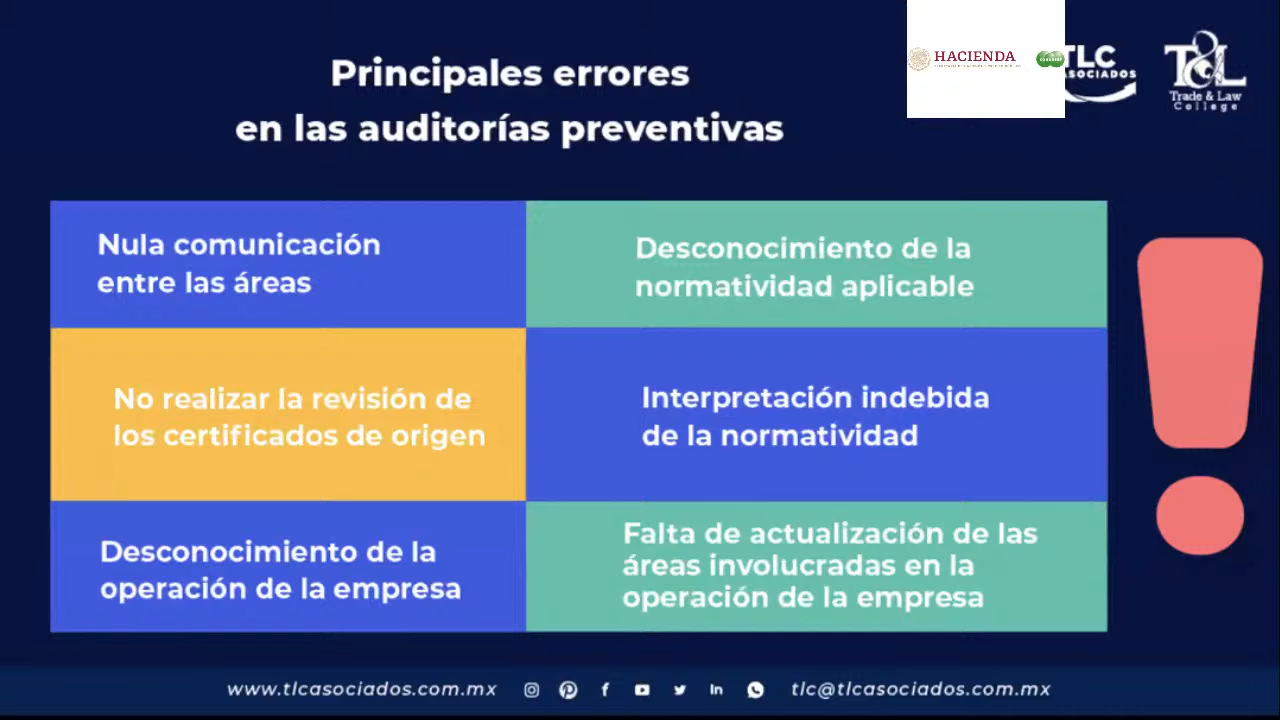 Principales errores
en las auditorías preventivas
HACIENDA
TLC
ASOCIADOS
Trade & Law
College
Nula comunicación
entre las áreas
Desconocimiento de la
normatividad aplicable
No realizar la revisión de
los certificados de origen
Interpretación indebida
de la normatividad
Desconocimiento de la
operación de la empresa
Falta de actualización de las
áreas involucradas en la
operación de la empresa
www.tlcasociados.com.mx
tlc@tlcasociados.com.mx